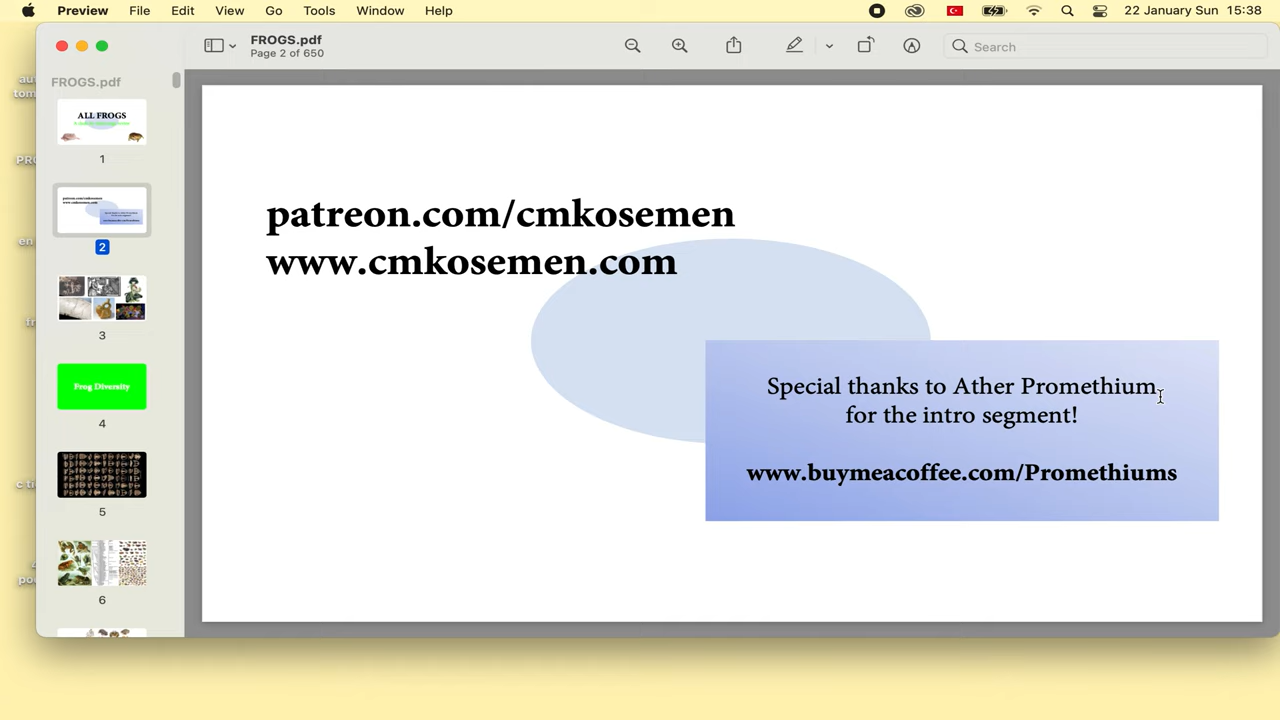 Preview File Edit View Go Tools Window Help 22 January Sun 15:38
FROGS.pdf
Page 2 of 650
Search
FROGS.pdf
ALL FROGS
1
2
3
Frog Diversity
4
5
6
patreon.com/cmkosemen
www.cmkosemen.com
Special thanks to Ather Promethium,
for the intro segment!
www.buymeacoffee.com/Promethiums